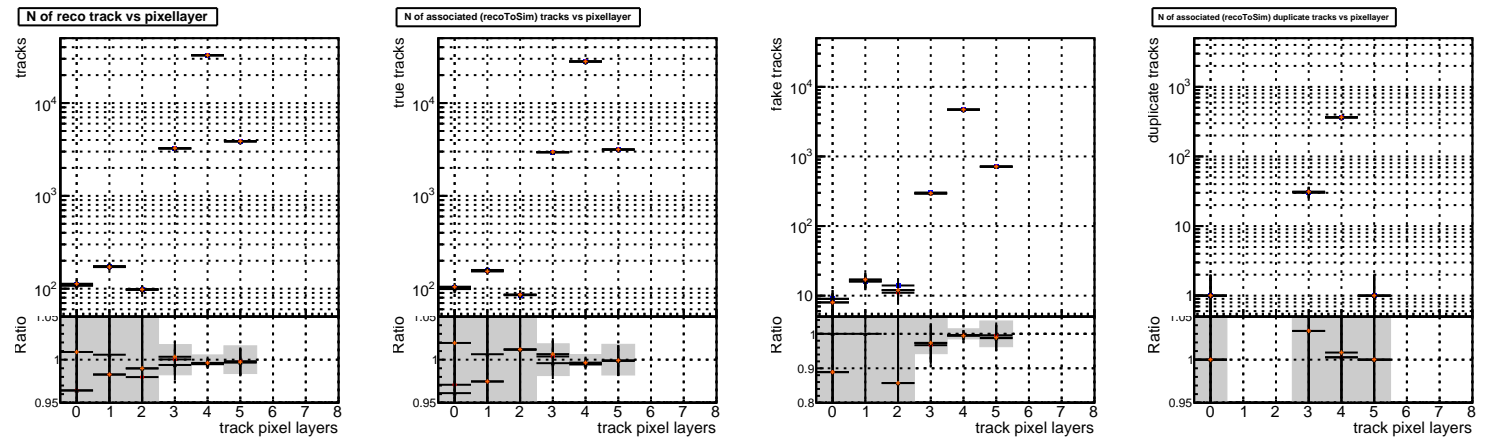 N of reco track vs pixellayer
tracks
10^4
10^3
10^2
Ratio
1.05
1
0.95
0 1 2 3 4 5 6 7 8
track pixel layers
N of associated (recoToSim) tracks vs pixellayer
true tracks
10^4
10^3
10^2
Ratio
1.05
1
0.95
0 1 2 3 4 5 6 7 8
track pixel layers
fake tracks
10^4
10^3
10^2
10
Ratio
1
0.9
0.8
0 1 2 3 4 5 6 7 8
track pixel layers
N of associated (recoToSim) duplicate tracks vs pixellayer
duplicate tracks
10^3
10^2
10
1
Ratio
1.05
1
0.95
0 1 2 3 4 5 6 7 8
track pixel layers